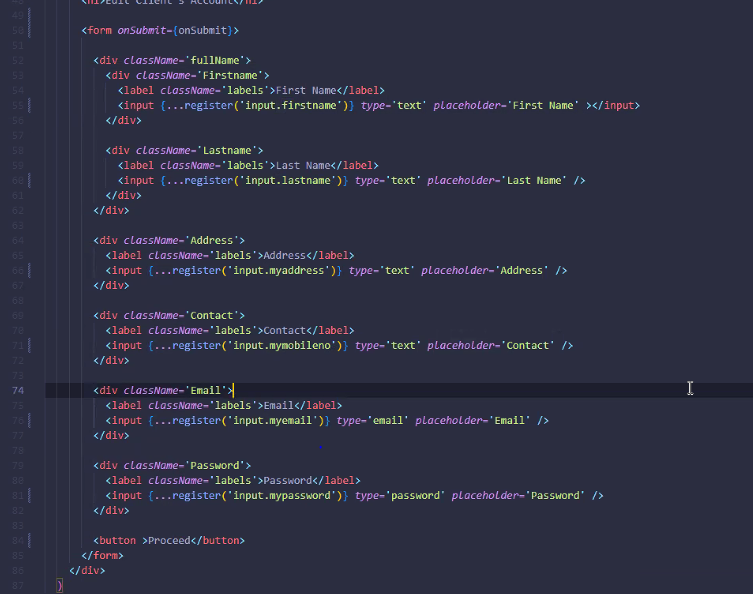 48 <h1>Edit Client's Account</h1>
49
50 <form onSubmit={onSubmit}>
51
52 <div className='fullName'>
53 <div className='Firstname'>
54 <label className='labels'>First Name</label>
55 <input {...register('input.firstname')} type='text' placeholder='First Name' ></input>
56 </div>
57
58 <div className='Lastname'>
59 <label className='labels'>Last Name</label>
60 <input {...register('input.lastname')} type='text' placeholder='Last Name' />
61 </div>
62 </div>
63
64 <div className='Address'>
65 <label className='labels'>Address</label>
66 <input {...register('input.myaddress')} type='text' placeholder='Address' />
67 </div>
68
69 <div className='Contact'>
70 <label className='labels'>Contact</label>
71 <input {...register('input.mymobileno')} type='text' placeholder='Contact' />
72 </div>
73
74 <div className='Email'>
75 <label className='labels'>Email</label>
76 <input {...register('input.myemail')} type='email' placeholder='Email' />
77 </div>
78
79 <div className='Password'>
80 <label className='labels'>Password</label>
81 <input {...register('input.mypassword')} type='password' placeholder='Password' />
82 </div>
83
84 <button >Proceed</button>
85 </form>
86 </div>
87 )